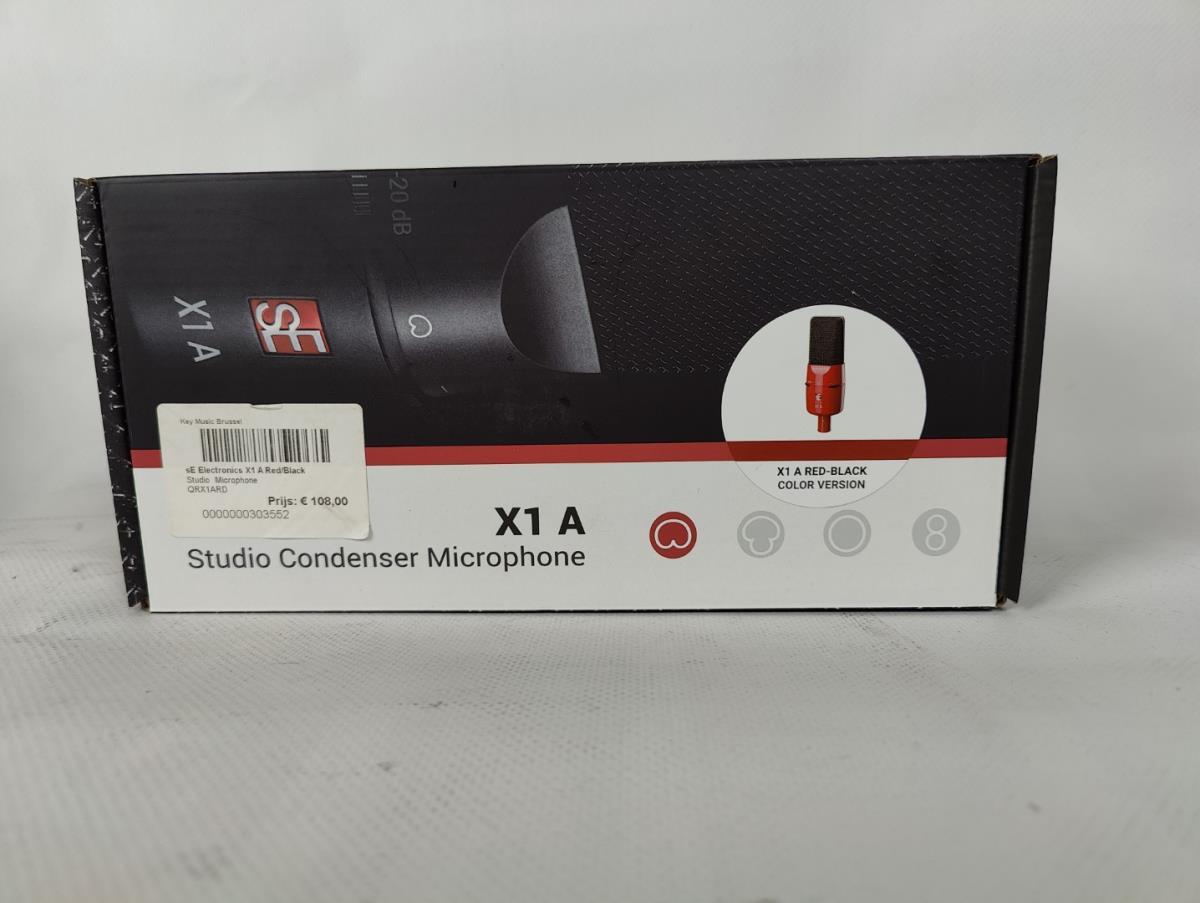 -20 dB
X1 A
sE
Key Music Brussel
sE Electronics X1 A Red/Black
Studio Microphone
QRX1ARD
Prijs: € 108,00
0000000303552
X1 A RED-BLACK
COLOR VERSION
X1 A
Studio Condenser Microphone